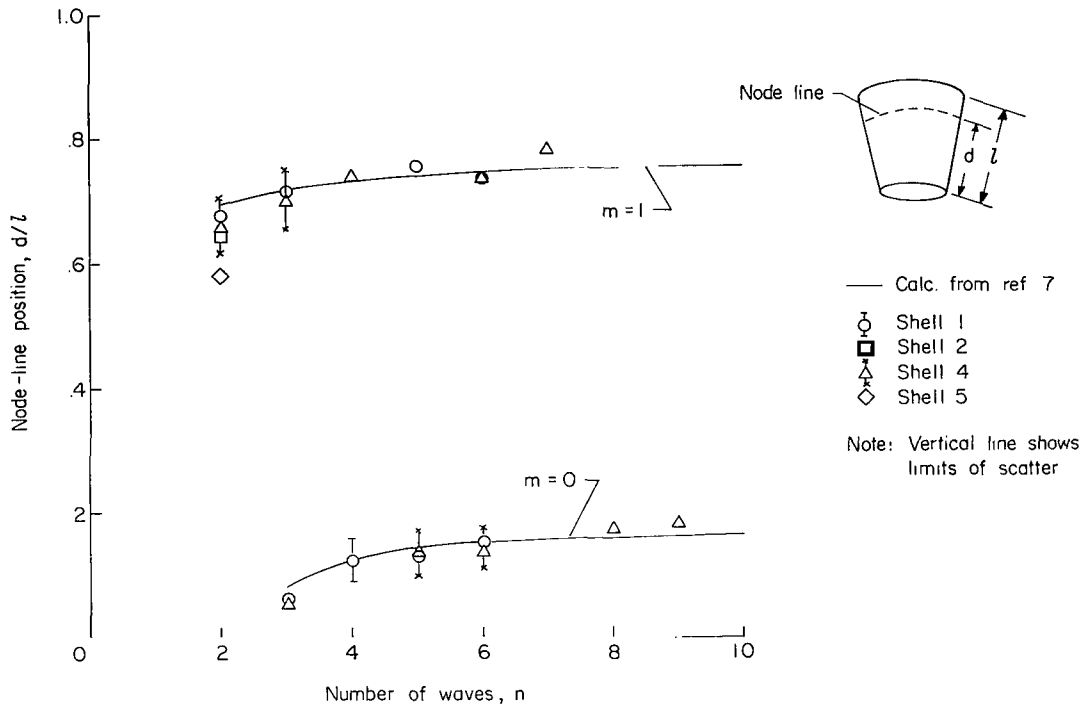 1.0
.8
.6
.4
.2
0
2
4
6
8
10
Node-line position, d/l
Number of waves, n
m = 1
m = 0
Node line
d
l
Calc. from ref 7
Shell 1
Shell 2
Shell 4
Shell 5
Note: Vertical line shows
limits of scatter